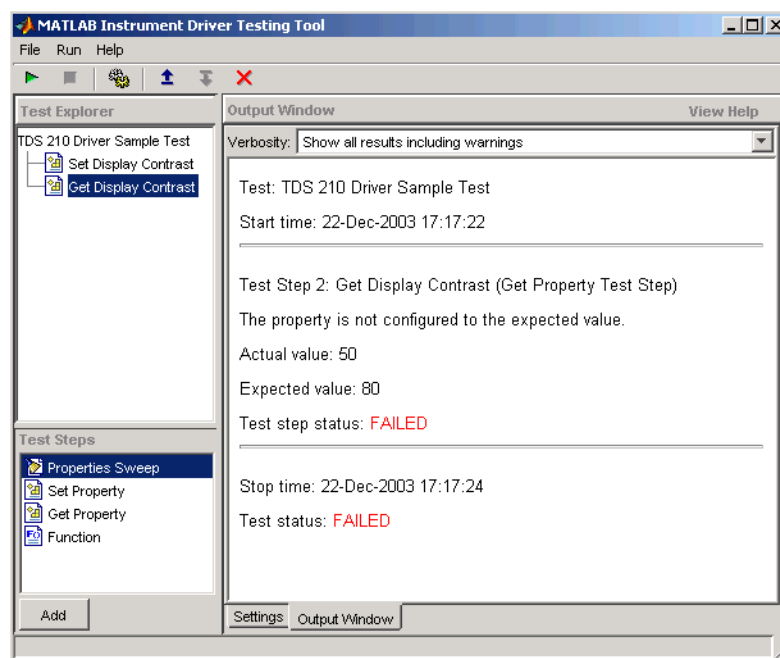 MATLAB Instrument Driver Testing Tool
File Run Help
Test Explorer
TDS 210 Driver Sample Test
Set Display Contrast
Get Display Contrast
Test Steps
Properties Sweep
Set Property
Get Property
Function
Add
Output Window View Help
Verbosity: Show all results including warnings
Test: TDS 210 Driver Sample Test
Start time: 22-Dec-2003 17:17:22
Test Step 2: Get Display Contrast (Get Property Test Step)
The property is not configured to the expected value.
Actual value: 50
Expected value: 80
Test step status: FAILED
Stop time: 22-Dec-2003 17:17:24
Test status: FAILED
Settings Output Window